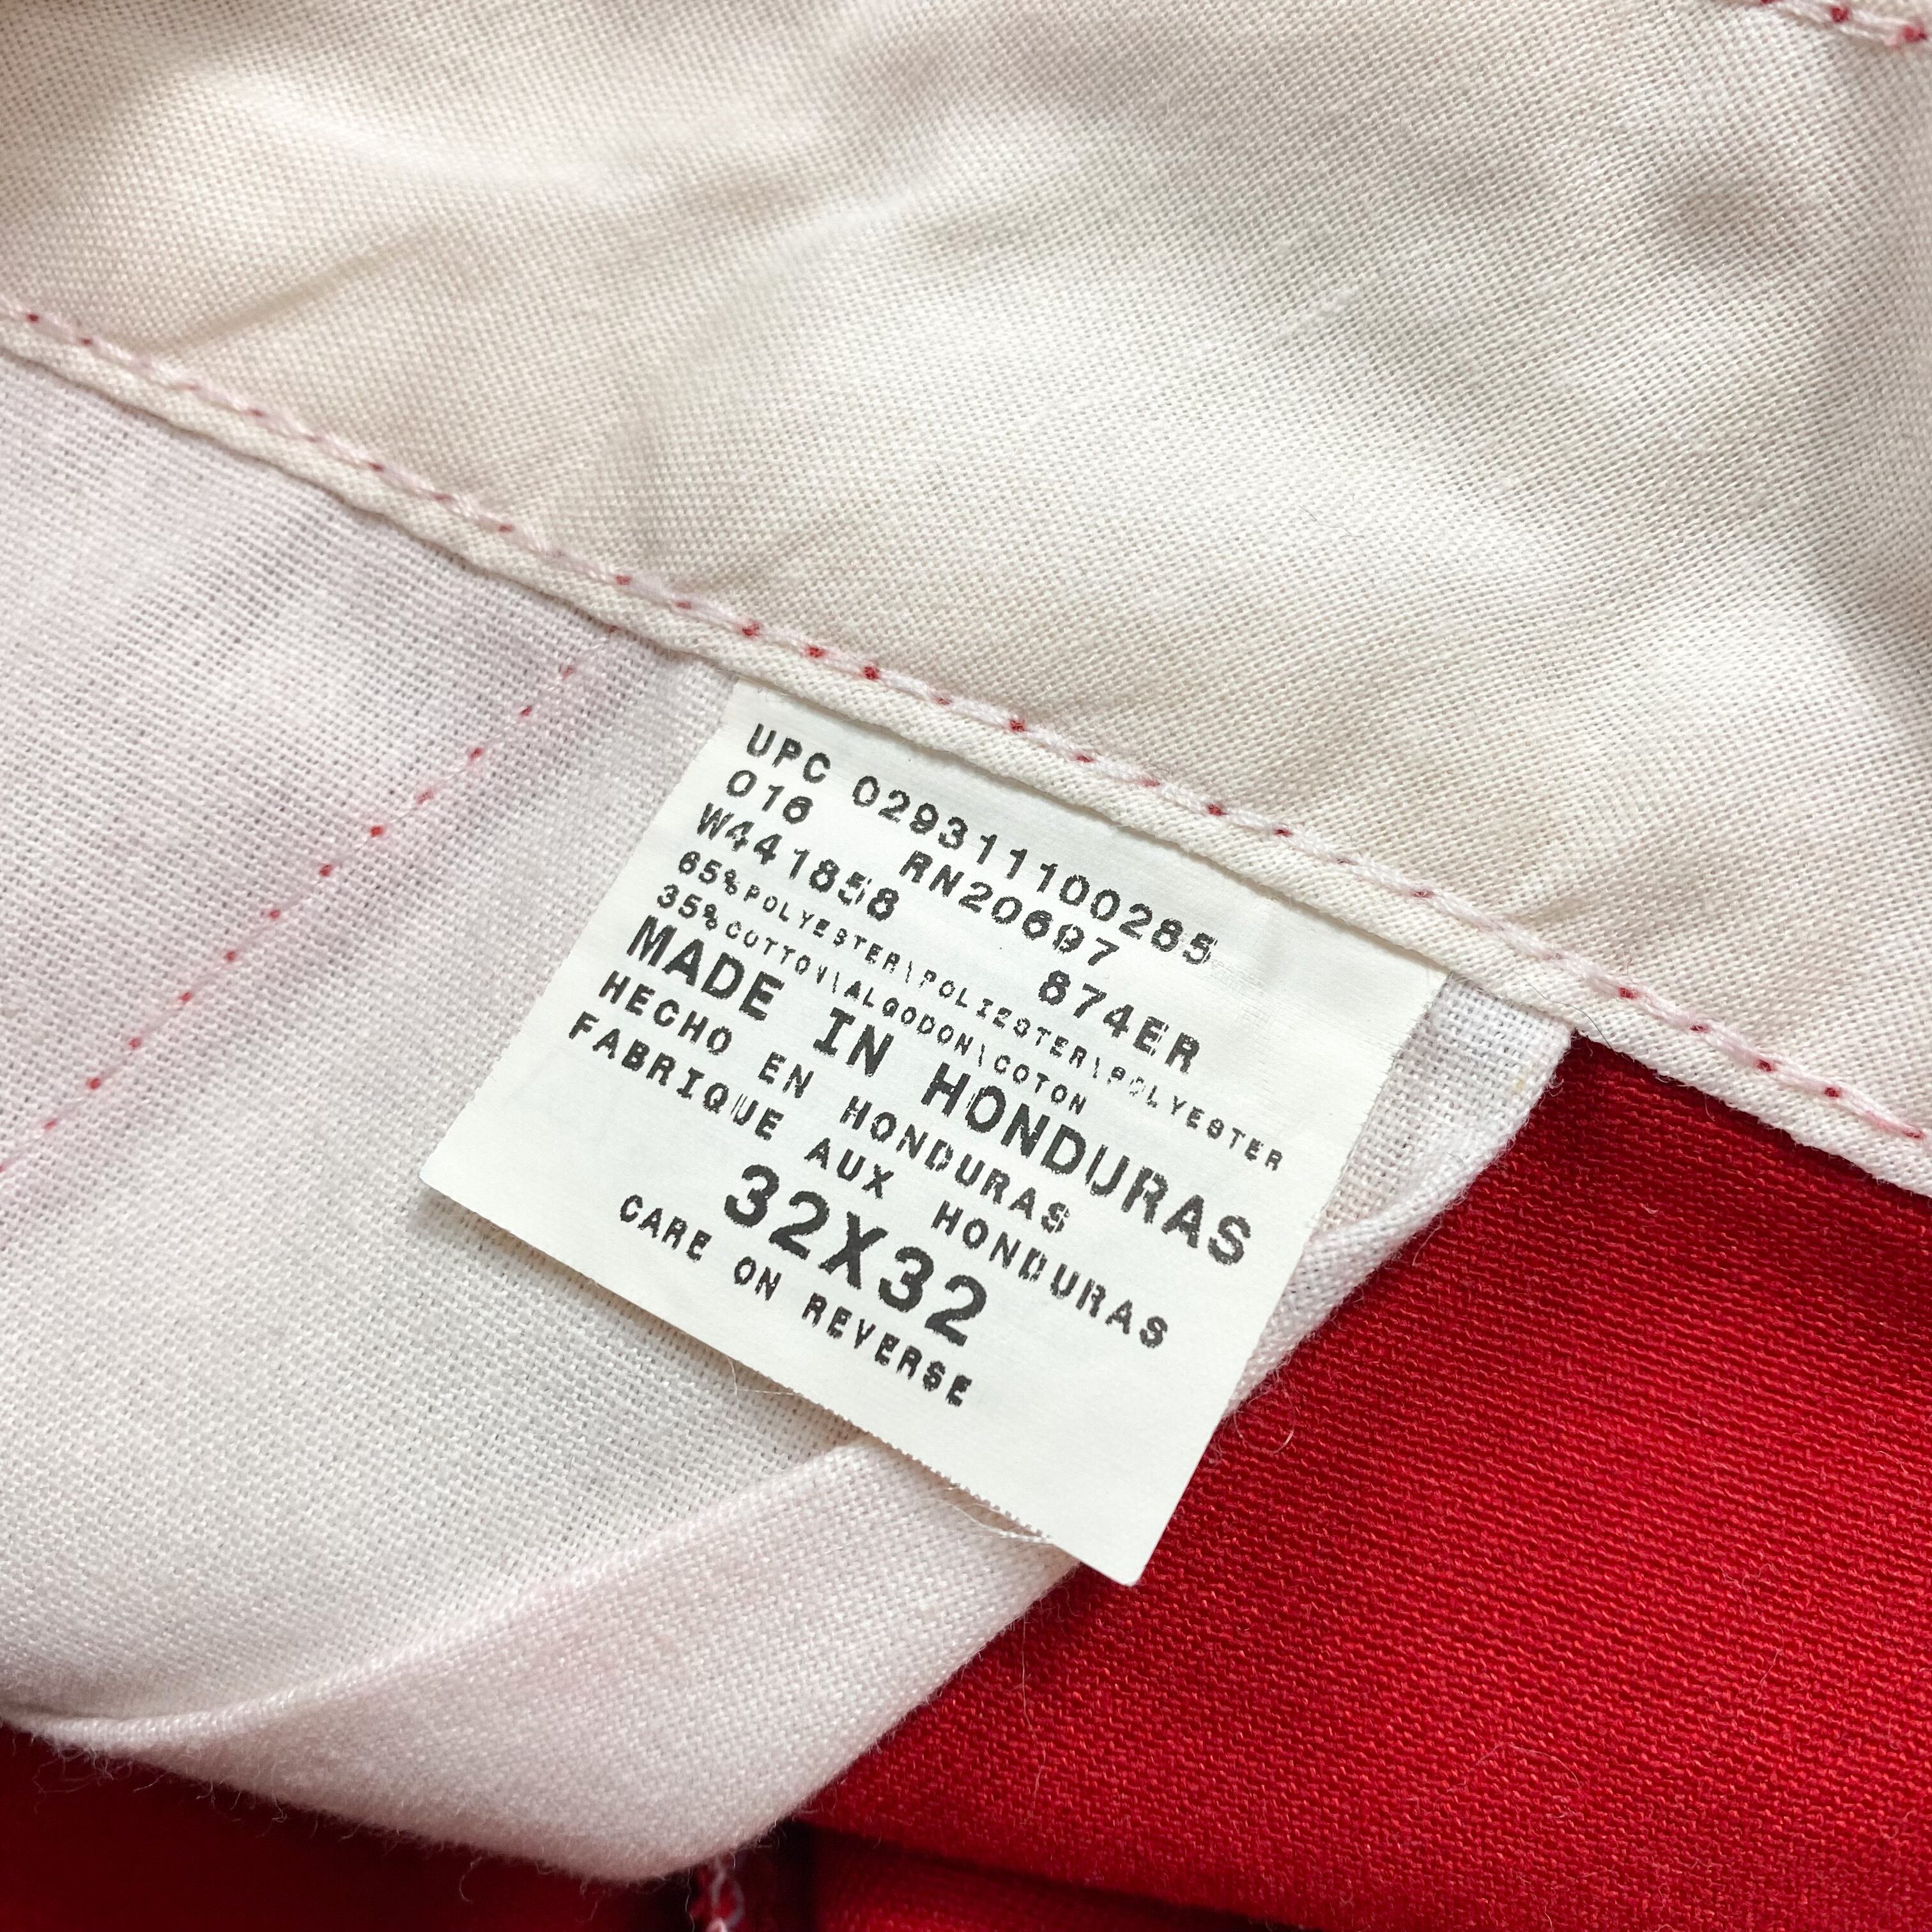 UPC 029311100285
016 RN20697
W441858 874ER
65%POLYESTER\POLIESTER\POLYESTER
35%COTTON\ALGODON\COTON
MADE IN HONDURAS
HECHO EN HONDURAS
FABRIQUE AUX HONDURAS
32X32
CARE ON REVERSE